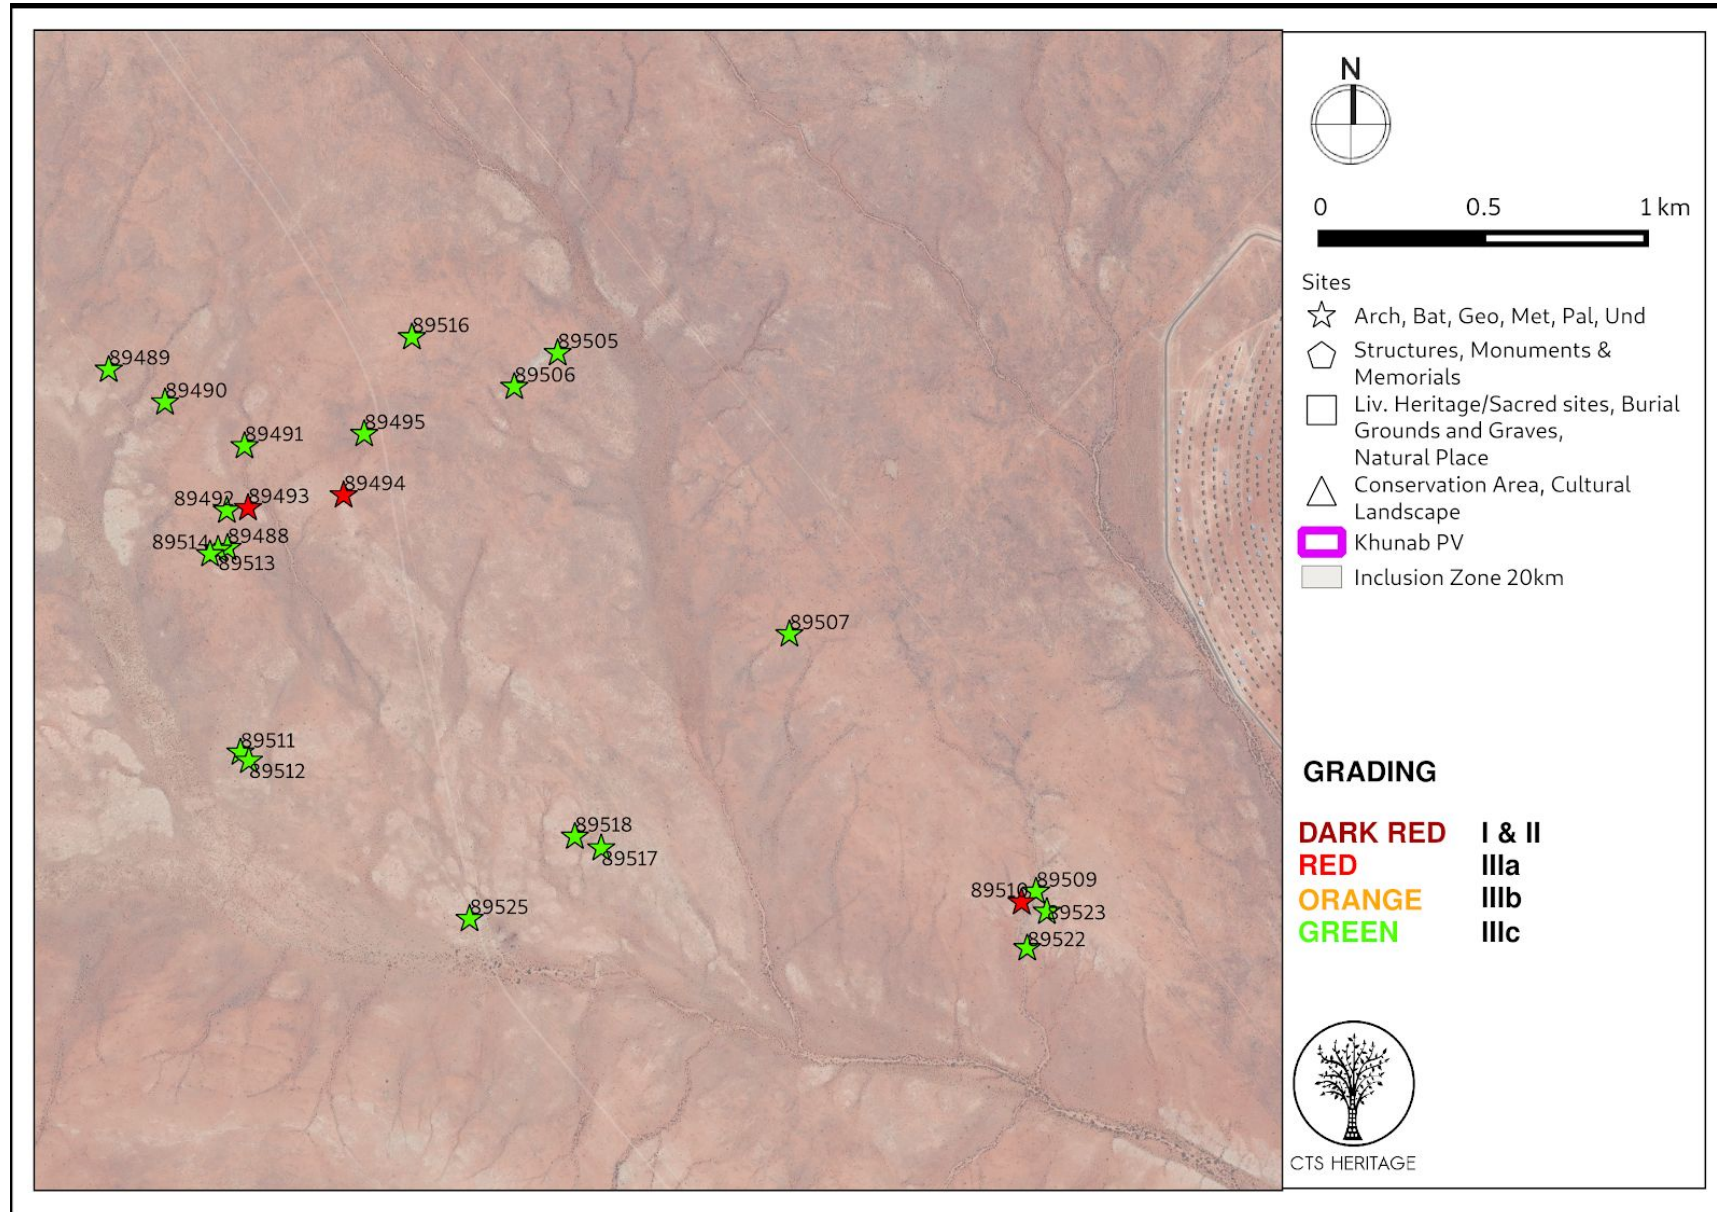 89516
89505
89489
89506
89490
89495
89491
89494
89492
89493
89514
89488
89513
89507
89511
89512
89518
89517
89509
89510
89525
89523
89522
N
0 0.5 1 km
Sites
Arch, Bat, Geo, Met, Pal, Und
Structures, Monuments &
Memorials
Liv. Heritage/Sacred sites, Burial
Grounds and Graves,
Natural Place
Conservation Area, Cultural
Landscape
Khunab PV
Inclusion Zone 20km
GRADING
DARK RED I & II
RED IIIa
ORANGE IIIb
GREEN IIIc
CTS HERITAGE